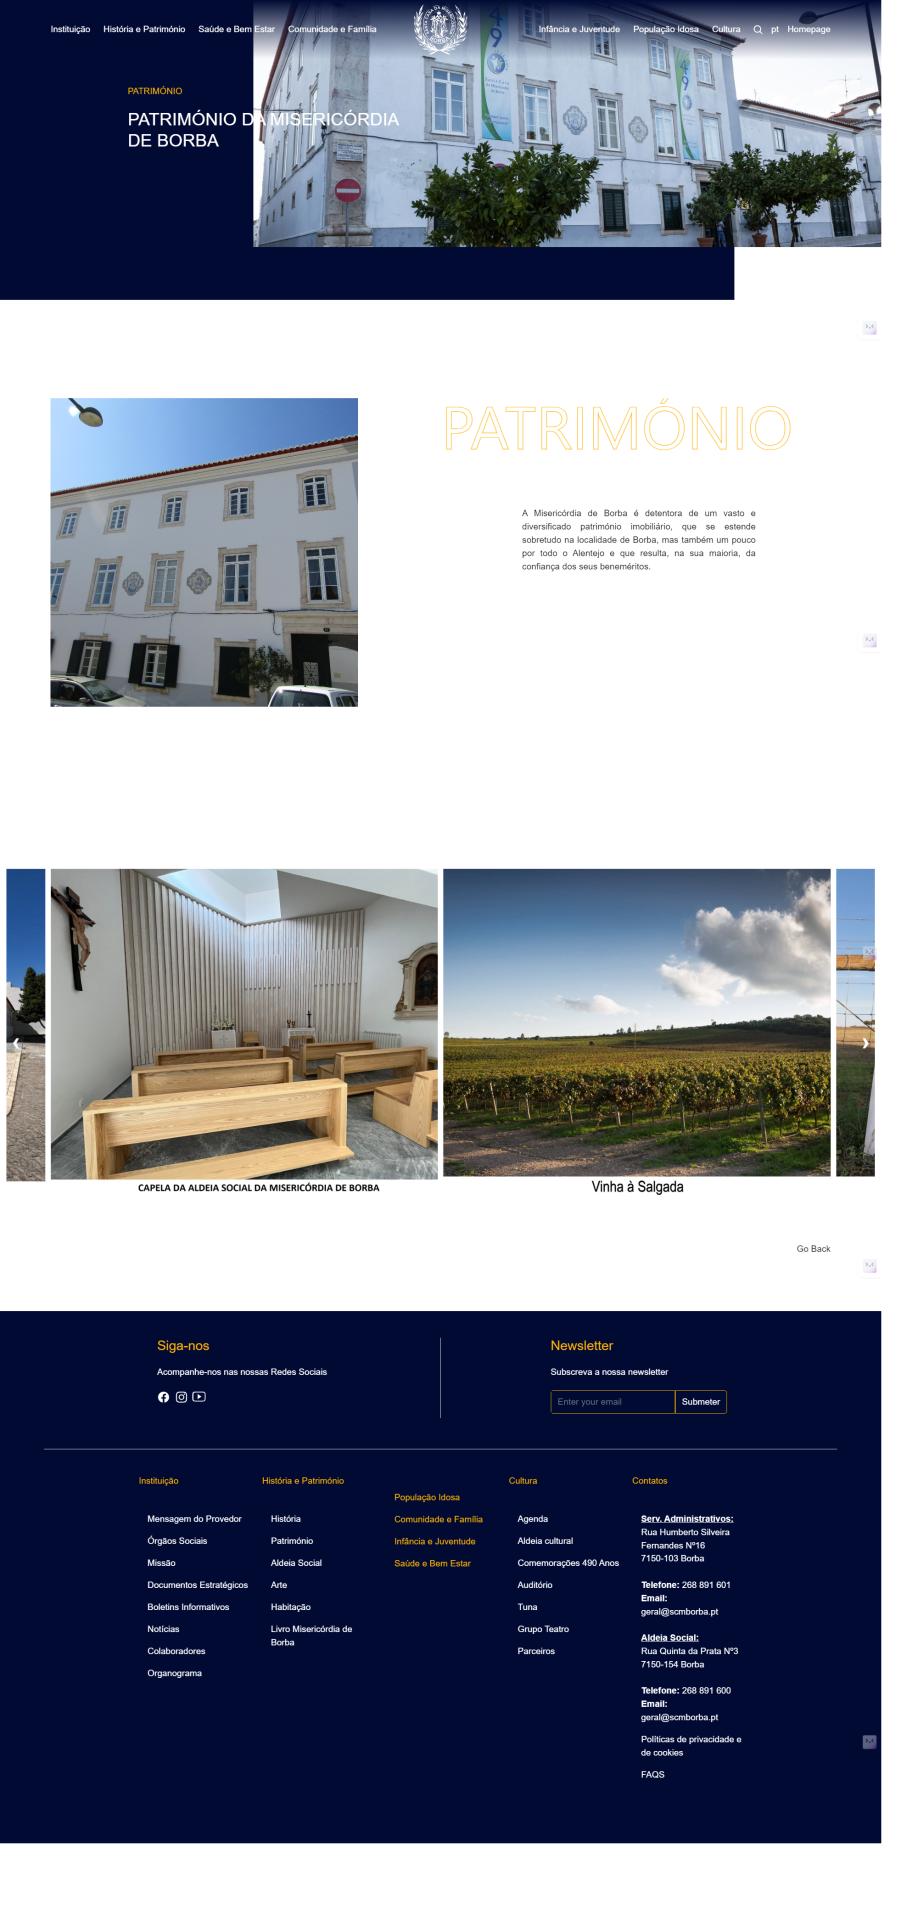 Instituição História e Património Saúde e Bem Estar Comunidade e Família Infância e Juventude População Idosa Cultura pt Homepage
PATRIMÓNIO
PATRIMÓNIO DA MISERICÓRDIA
DE BORBA
PATRIMÓNIO
A Misericórdia de Borba é detentora de um vasto e
diversificado património imobiliário, que se estende
sobretudo na localidade de Borba, mas também um pouco
por todo o Alentejo e que resulta, na sua maioria, da
confiança dos seus beneméritos.
CAPELA DA ALDEIA SOCIAL DA MISERICÓRDIA DE BORBA
Vinha à Salgada
Go Back
Siga-nos
Acompanhe-nos nas nossas Redes Sociais
Newsletter
Subscreva a nossa newsletter
Enter your email
Submeter
Instituição
Mensagem do Provedor
Órgãos Sociais
Missão
Documentos Estratégicos
Boletins Informativos
Notícias
Colaboradores
Organograma
História e Património
História
Património
Aldeia Social
Arte
Habitação
Livro Misericórdia de
Borba
População Idosa
Comunidade e Família
Infância e Juventude
Saúde e Bem Estar
Cultura
Agenda
Aldeia cultural
Comemorações 490 Anos
Auditório
Tuna
Grupo Teatro
Parceiros
Contatos
Serv. Administrativos:
Rua Humberto Silveira
Fernandes Nº16
7150-103 Borba
Telefone: 268 891 601
Email:
geral@scmborba.pt
Aldeia Social:
Rua Quinta da Prata Nº3
7150-154 Borba
Telefone: 268 891 600
Email:
geral@scmborba.pt
Políticas de privacidade e
de cookies
FAQS